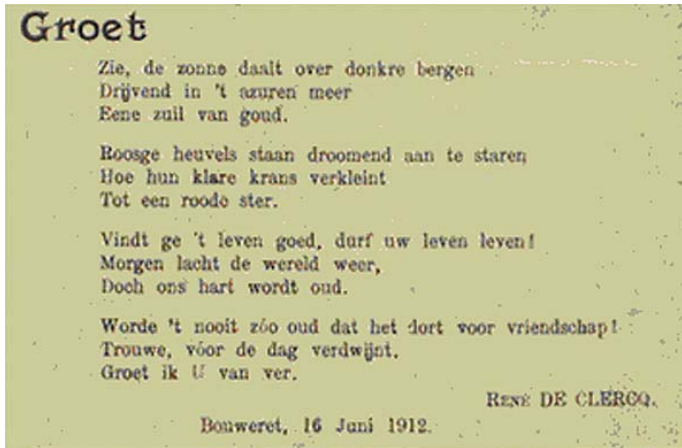 Groet
Zie, de zonne daalt over donkre bergen
Drijvend in 't azuren meer
Eene zuil van goud.
Roosge heuvels staan droomend aan te staren
Hoe hun klare krans verkleint
Tot een roode ster.
Vindt ge 't leven goed, durf uw leven leven!
Morgen lacht de wereld weer,
Doch ons hart wordt oud.
Worde 't nooit zóo oud dat het dort voor vriendschap!
Trouwe, vóor de dag verdwijnt,
Groet ik U van ver.
RENÉ DE CLERCQ.
Bouweret, 16 Juni 1912.